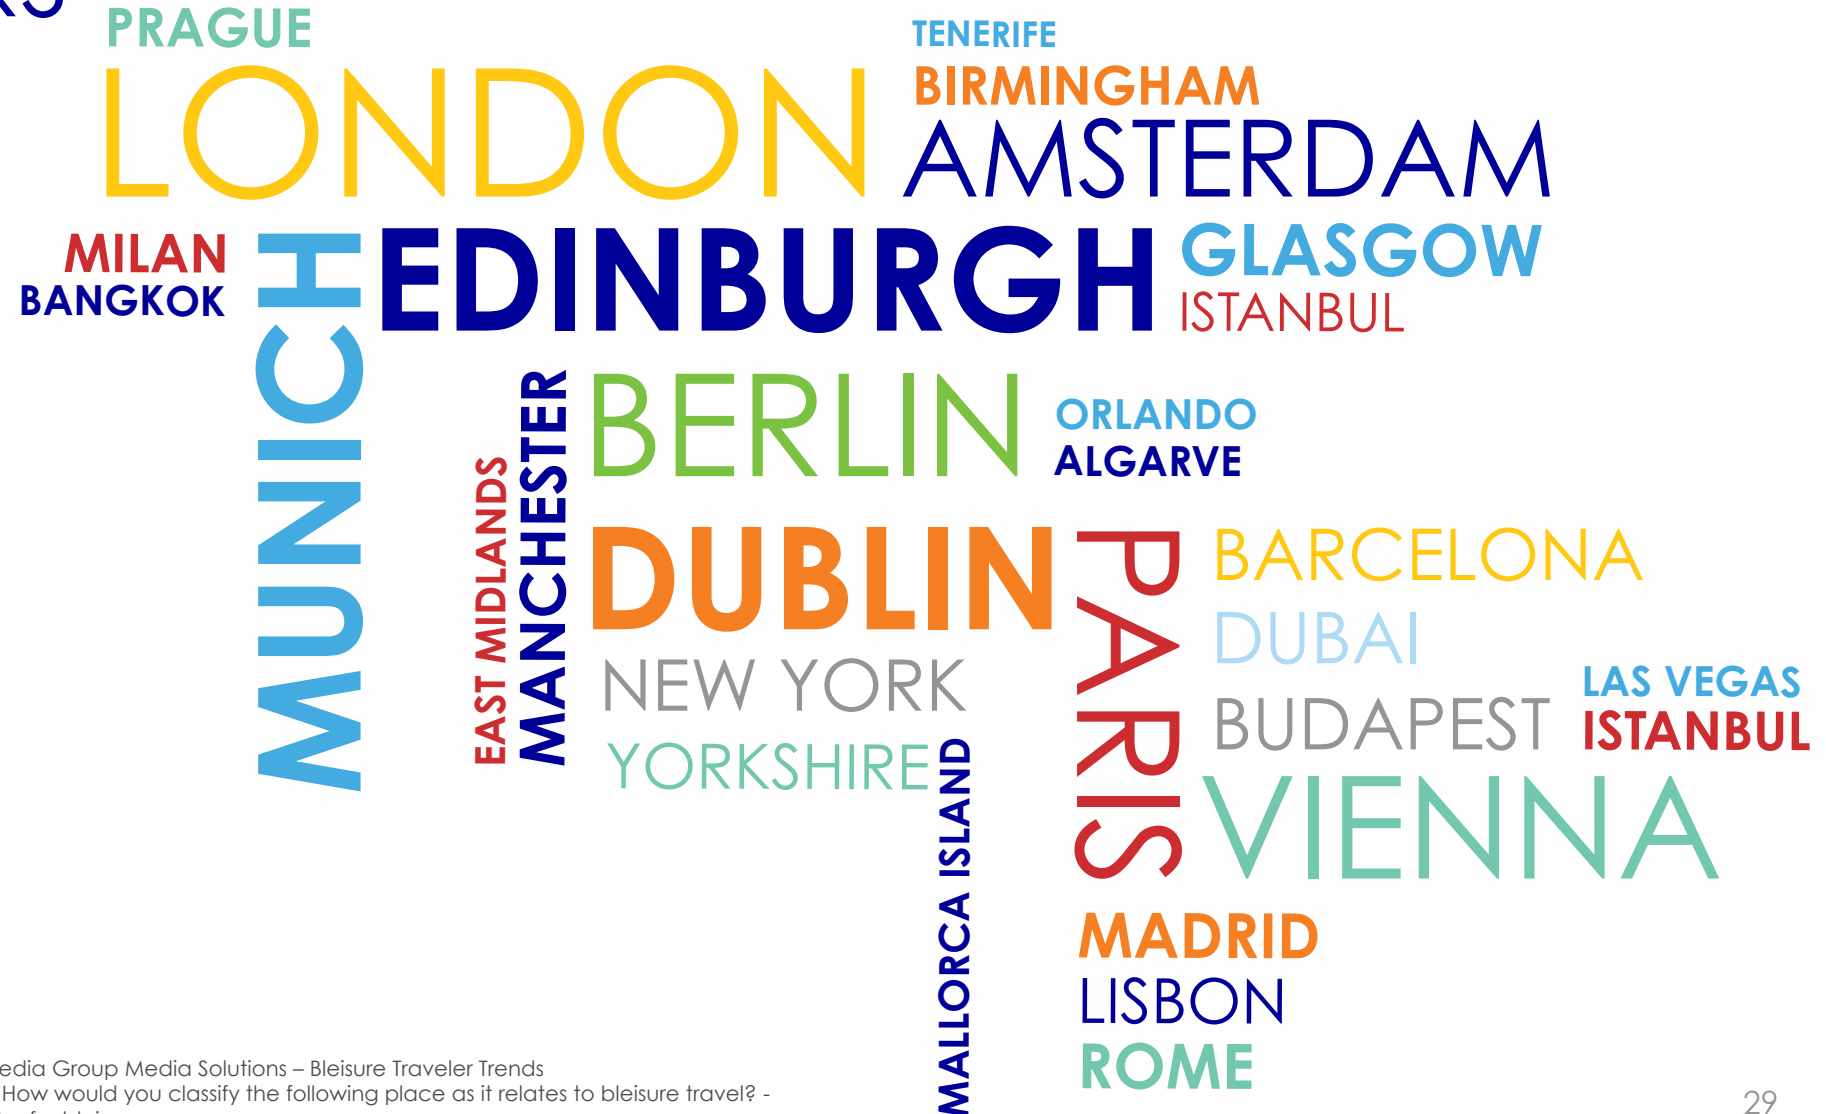 PRAGUE
TENERIFE
BIRMINGHAM
LONDON
AMSTERDAM
MILAN
BANGKOK
MUNICH
EDINBURGH
GLASGOW
ISTANBUL
EAST MIDLANDS
MANCHESTER
BERLIN
ORLANDO
ALGARVE
DUBLIN
PARIS
BARCELONA
DUBAI
NEW YORK
BUDAPEST
LAS VEGAS
ISTANBUL
YORKSHIRE
MALLORCA ISLAND
VIENNA
MADRID
LISBON
ROME
edia Group Media Solutions – Bleisure Traveler Trends
How would you classify the following place as it relates to bleisure travel? -
29